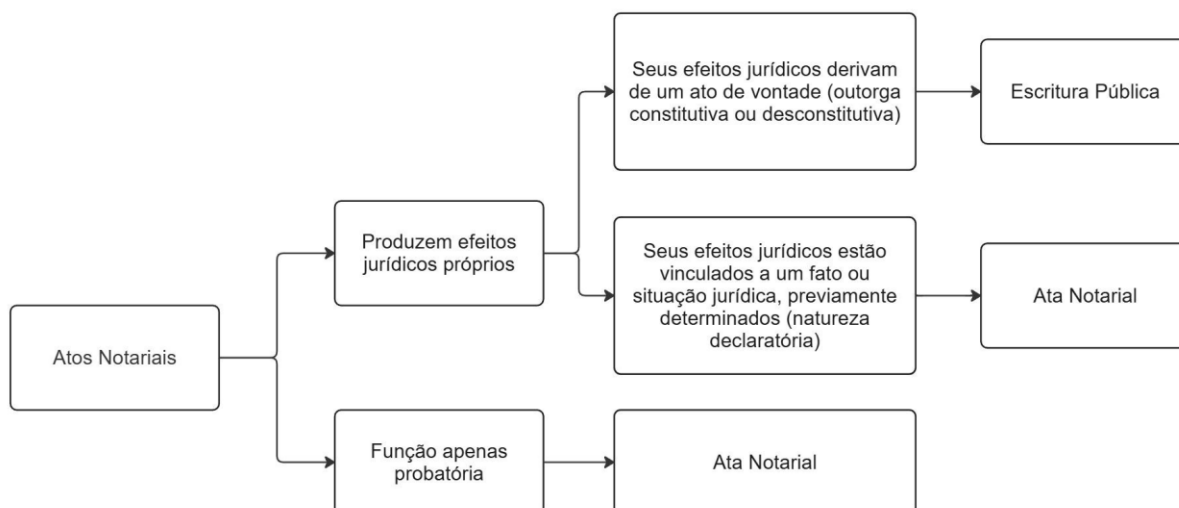 Atos Notariais
Produzem efeitos
jurídicos próprios
Seus efeitos jurídicos derivam
de um ato de vontade (outorga
constitutiva ou desconstitutiva)
Escritura Pública
Seus efeitos jurídicos estão
vinculados a um fato ou
situação jurídica, previamente
determinados (natureza
declaratória)
Ata Notarial
Função apenas
probatória
Ata Notarial